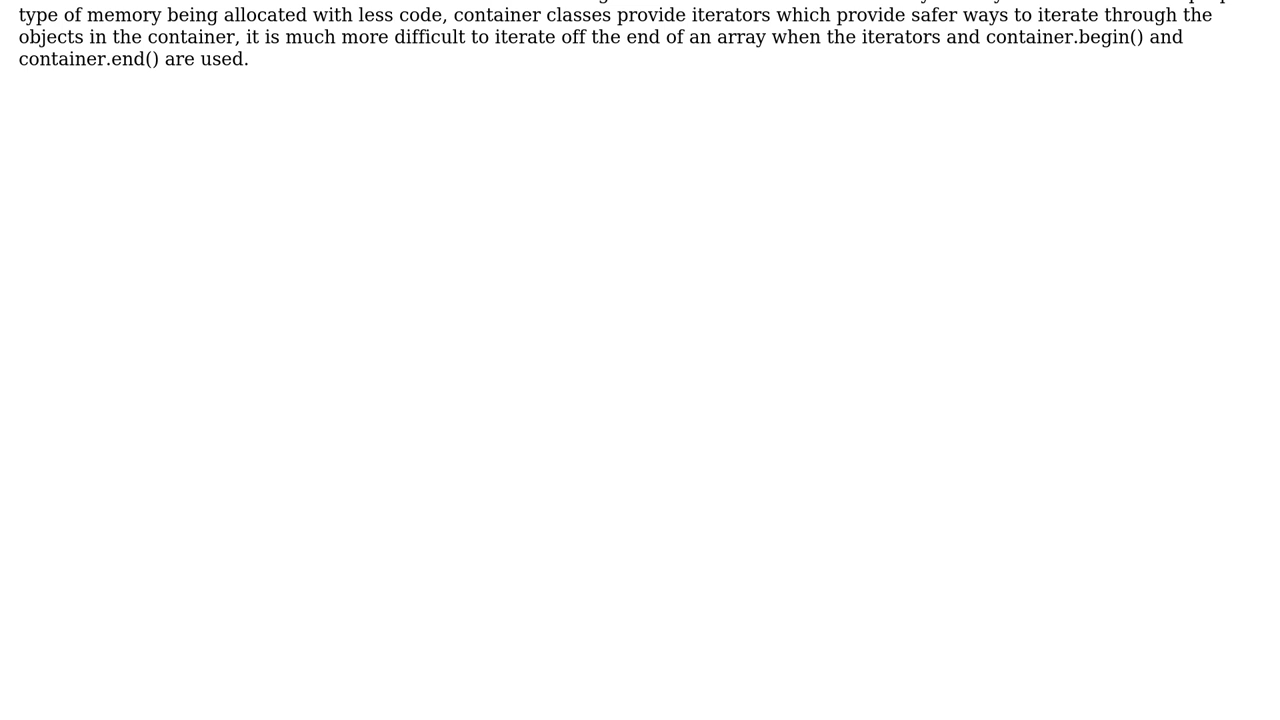 type of memory being allocated with less code, container classes provide iterators which provide safer ways to iterate through the
objects in the container, it is much more difficult to iterate off the end of an array when the iterators and container.begin() and
container.end() are used.